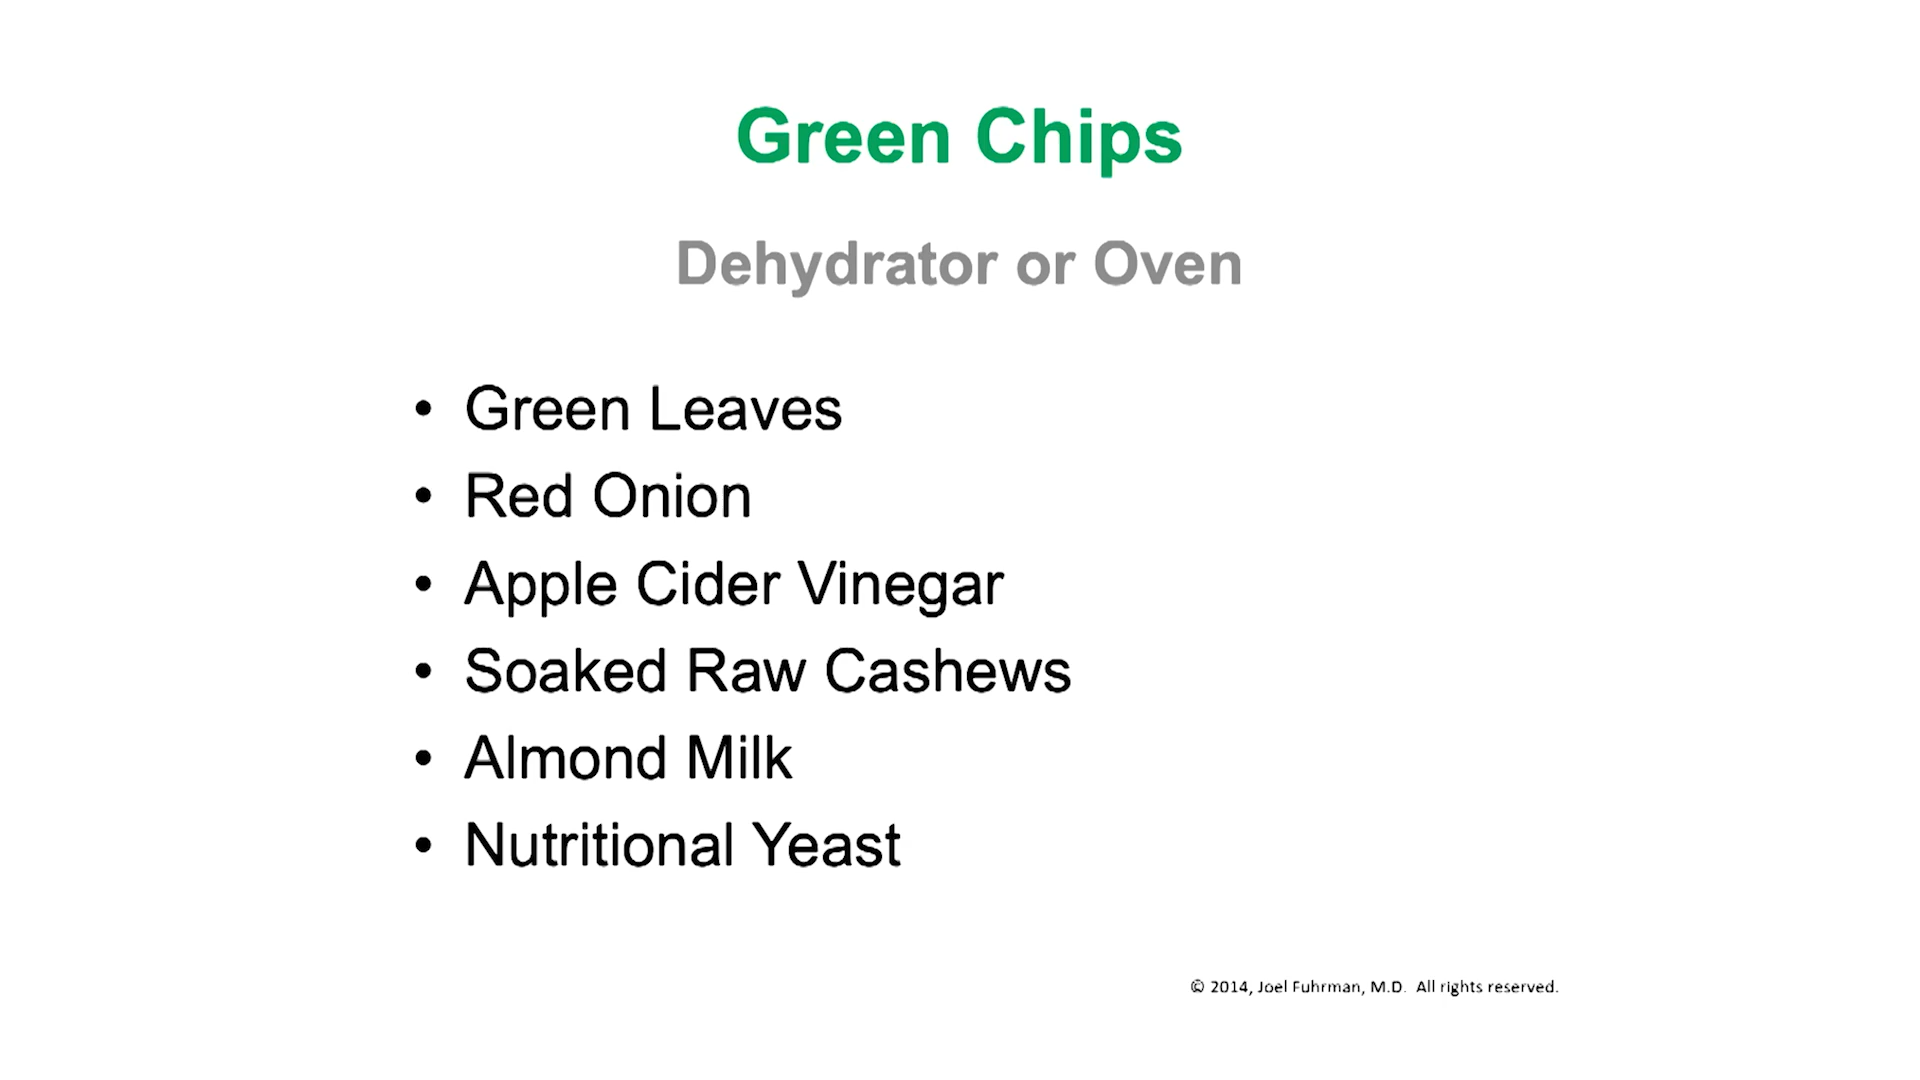 Green Chips
Dehydrator or Oven
• Green Leaves
• Red Onion
• Apple Cider Vinegar
• Soaked Raw Cashews
• Almond Milk
• Nutritional Yeast
© 2014, Joel Fuhrman, M.D. All rights reserved.